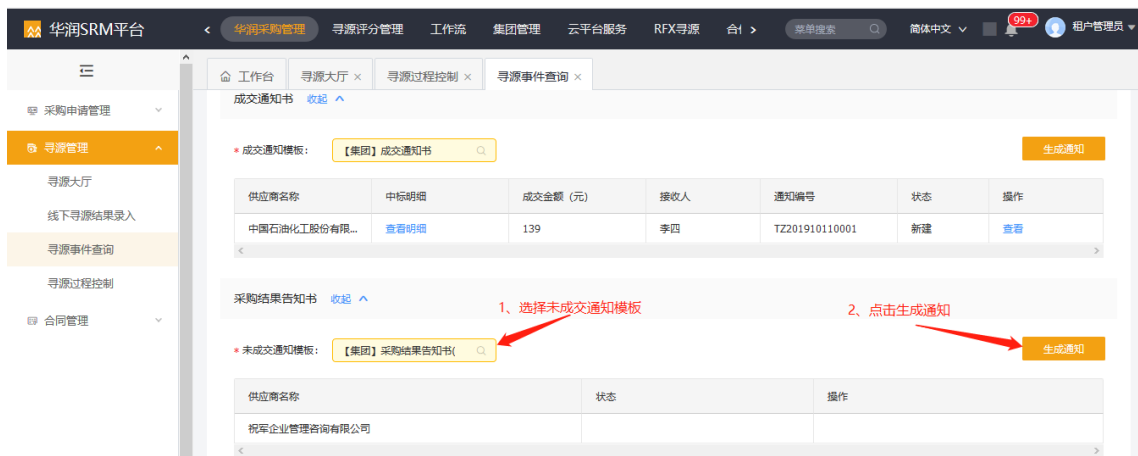 华润SRM平台
华润采购管理 寻源评分管理 工作流 集团管理 云平台服务 RFX寻源 菜单搜索 简体中文 99+ 租户管理员
工作台 寻源大厅 寻源过程控制 寻源事件查询
采购申请管理
寻源管理
寻源大厅
线下寻源结果录入
寻源事件查询
寻源过程控制
合同管理
成交通知书 收起
* 成交通知模板： 【集团】成交通知书 生成通知
供应商名称 中标明细 成交金额（元） 接收人 通知编号 状态 操作
中国石油化工股份有限... 查看明细 139 李四 TZ201910110001 新建 查看
采购结果告知书 收起
1、选择未成交通知模板
2、点击生成通知
* 未成交通知模板： 【集团】采购结果告知书( 生成通知
供应商名称 状态 操作
祝军企业管理咨询有限公司